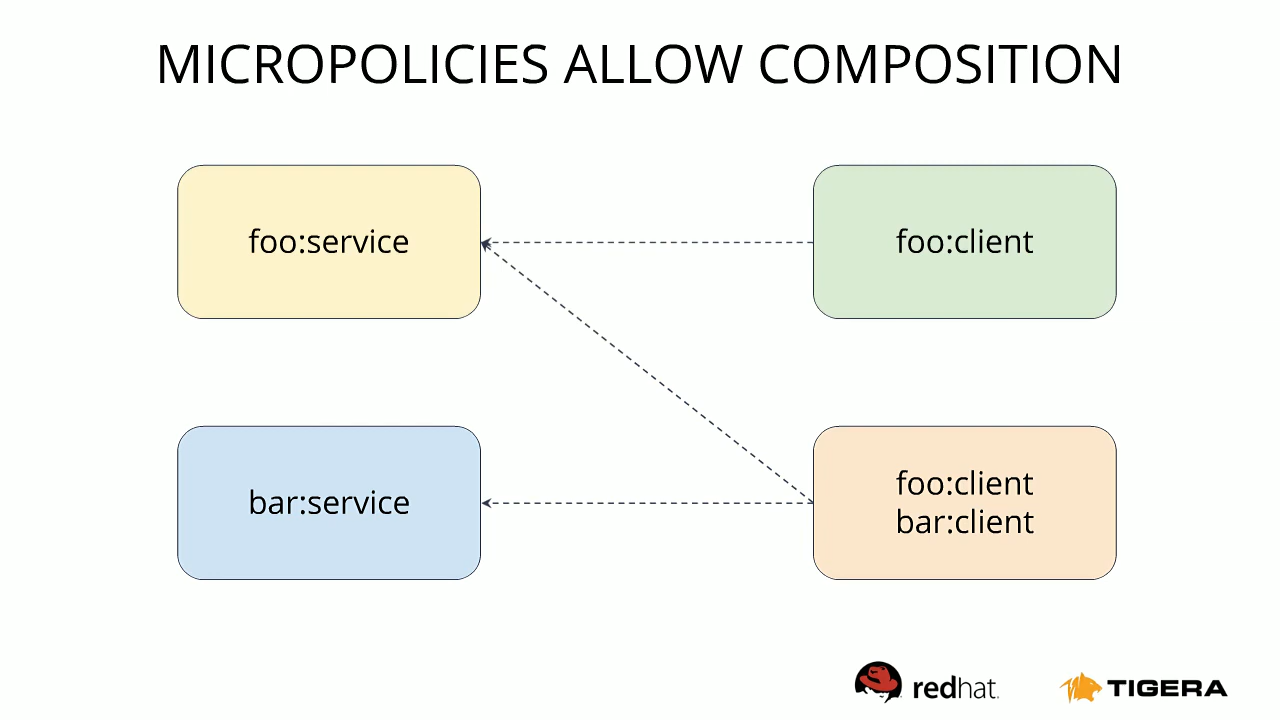 MICROPOLICIES ALLOW COMPOSITION
foo:service
foo:client
bar:service
foo:client
bar:client
redhat.
TIGERA